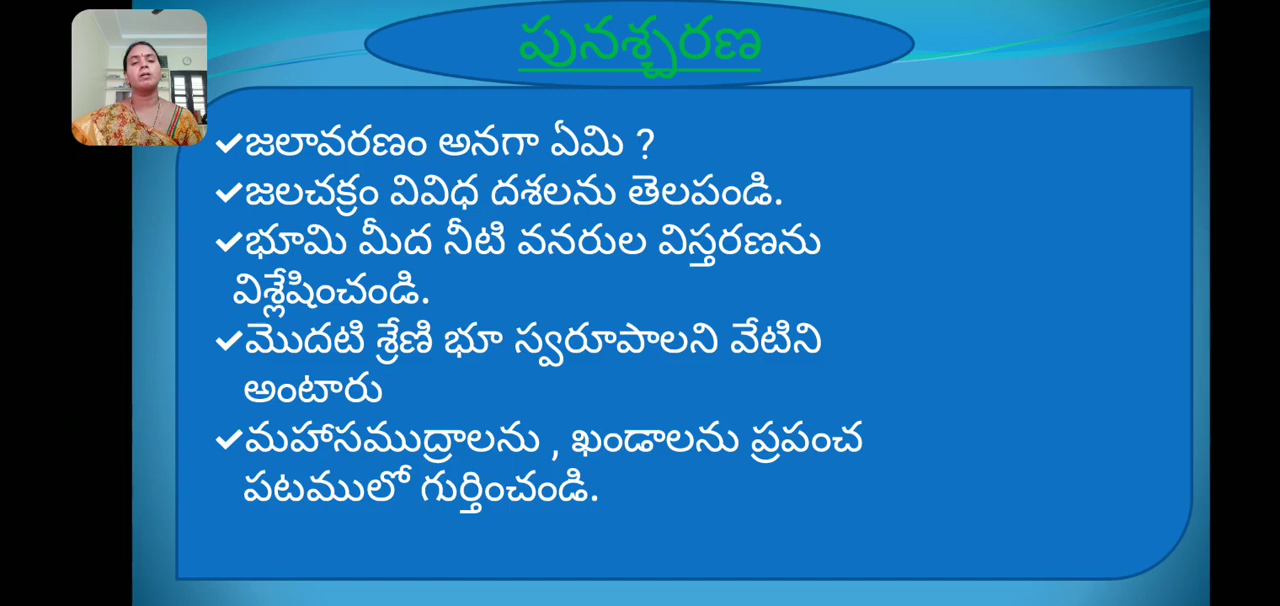 పునశ్చరణ
✓జలావరణం అనగా ఏమి ?
✓జలచక్రం వివిధ దశలను తెలపండి.
✓భూమి మీద నీటి వనరుల విస్తరణను
విశ్లేషించండి.
✓మొదటి శ్రేణి భూ స్వరూపాలని వేటిని
అంటారు
✓మహాసముద్రాలను , ఖండాలను ప్రపంచ
పటములో గుర్తించండి.